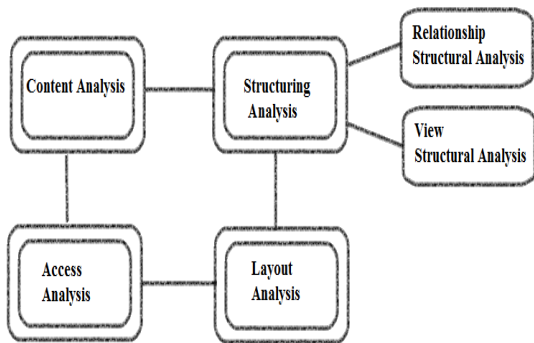 Relationship
Structural Analysis
Content Analysis
Structuring
Analysis
View
Structural Analysis
Access
Analysis
Layout
Analysis